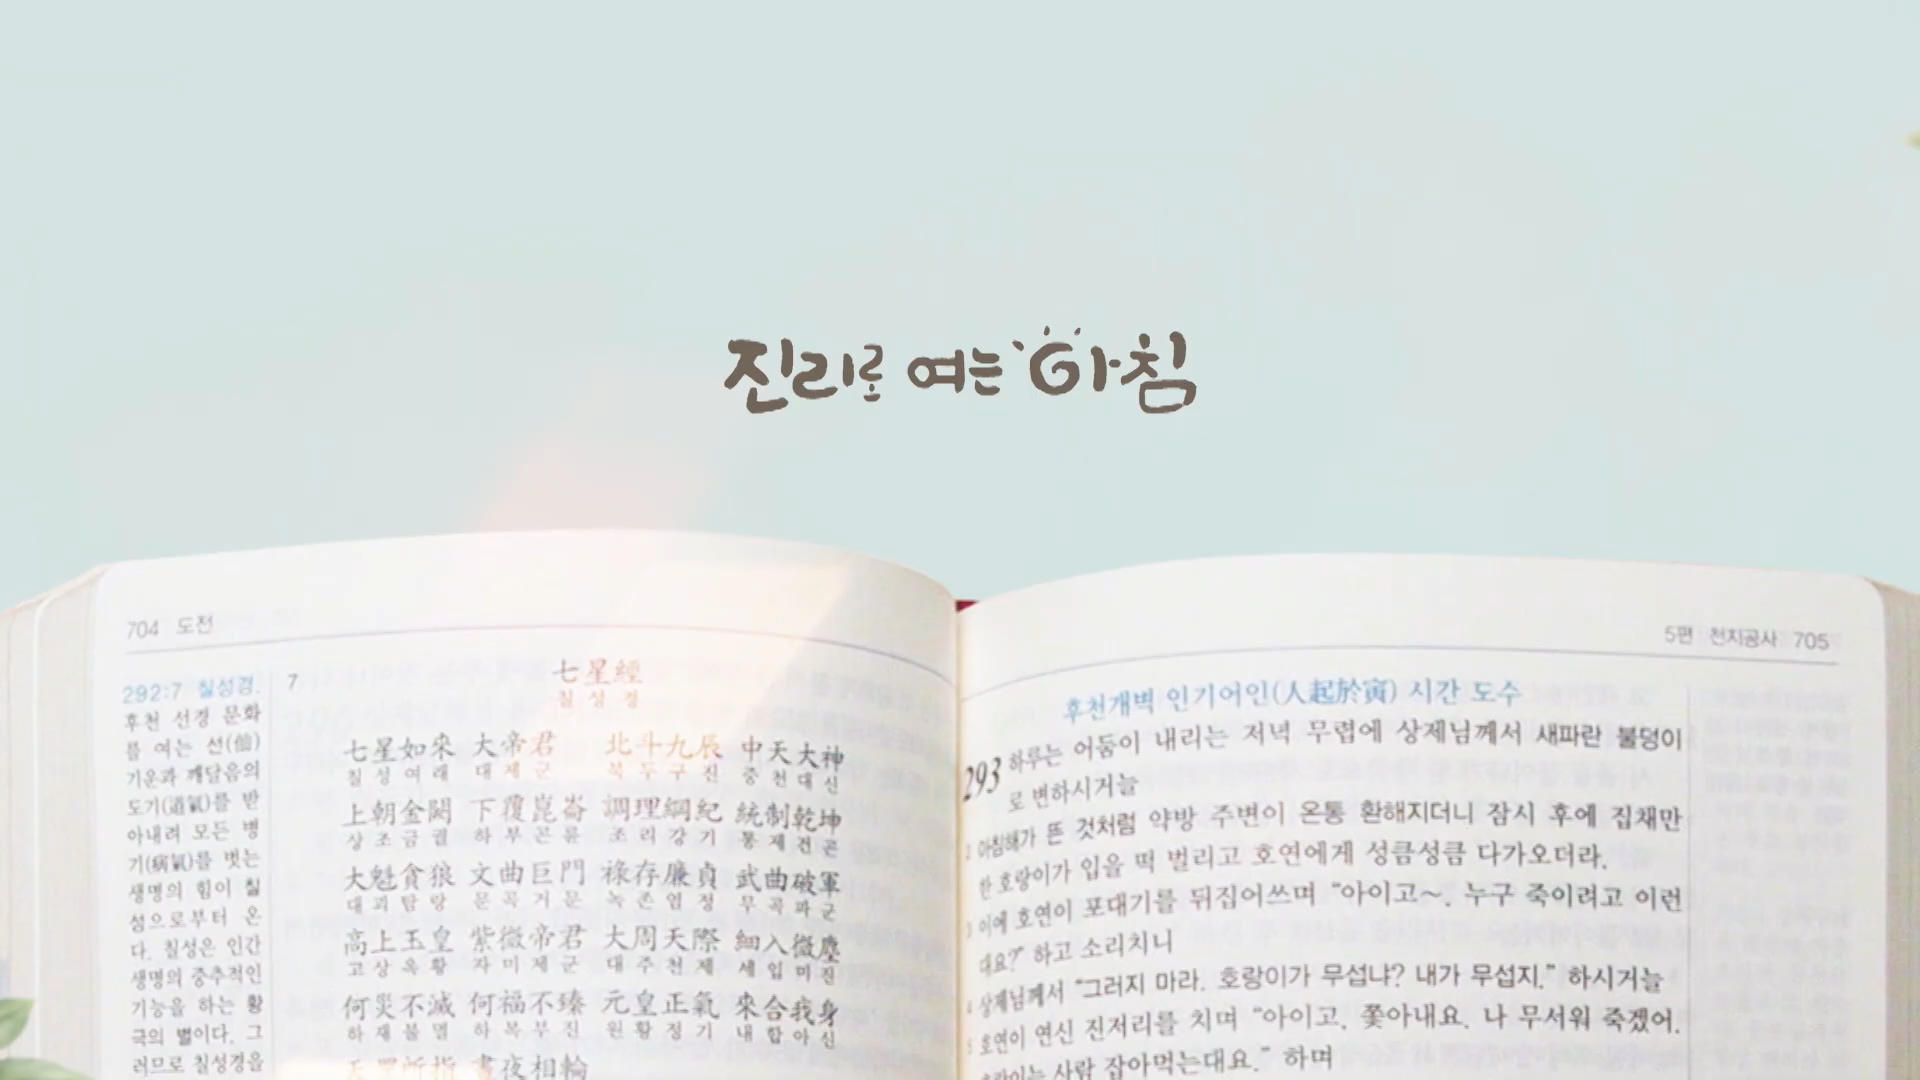 진리로 여는 아침
704 도전
292:7 칠성경.
후천 선경 문화
를 여는 선(仙)
기운과 깨달음의
도기(道氣)를 받
아내려 모든 병
기(病氣)를 벗는
생명의 힘이 칠
성으로부터 온
다. 칠성은 인간
생명의 중추적인
기능을 하는 황
극의 별이다. 그
러므로 칠성경을
7
七星經
칠성경
七星如來 大帝君 北斗九辰 中天大神
칠성여래 대제군 북두구진 중천대신
上朝金闕 下覆崑崙 調理綱紀 統制乾坤
상조금궐 하부곤륜 조리강기 통제건곤
大魁貪狼 文曲巨門 祿存廉貞 武曲破軍
대괴탐랑 문곡거문 녹존염정 무곡파군
高上玉皇 紫微帝君 大周天際 細入微塵
고상옥황 자미제군 대주천제 세입미진
何災不滅 何福不臻 元皇正氣 來合我身
하재불멸 하복부진 원황정기 내합아신
天罡所指 晝夜相輪
5편 천지공사 705
후천개벽 인기어인(人起於寅) 시간 도수
293 하루는 어둠이 내리는 저녁 무렵에 상제님께서 새파란 불덩이
로 변하시거늘
2 아침해가 뜬 것처럼 약방 주변이 온통 환해지더니 잠시 후에 집채만
한 호랑이가 입을 떡 벌리고 호연에게 성큼성큼 다가오더라.
3 이에 호연이 포대기를 뒤집어쓰며 “아이고~, 누구 죽이려고 이런
대요?” 하고 소리치니
4 상제님께서 “그러지 마라. 호랑이가 무섭냐? 내가 무섭지.” 하시거늘
5 호연이 연신 진저리를 치며 “아이고, 쫓아내요. 나 무서워 죽겠어.
호랑이는 사람 잡아먹는대요.” 하며